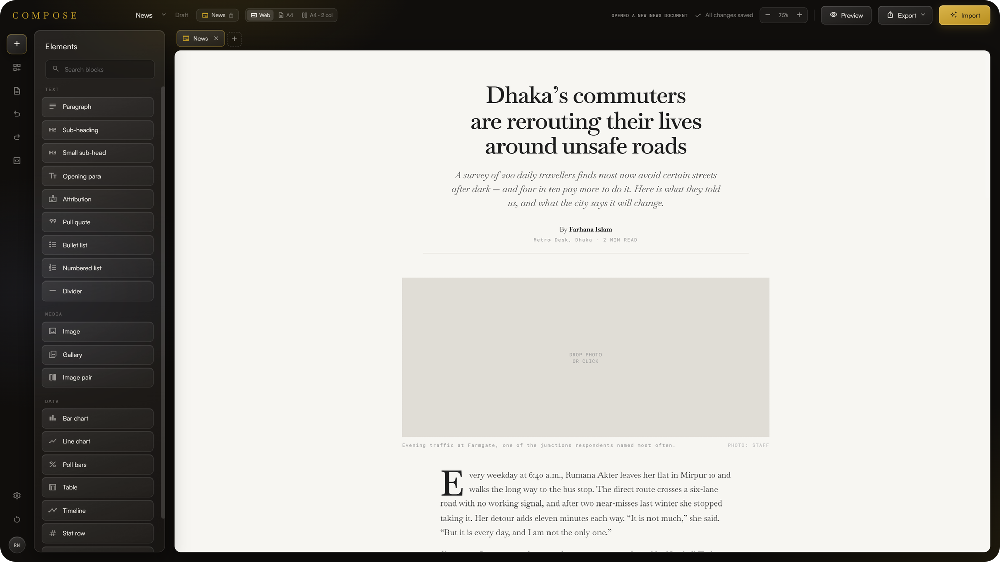 COMPOSE
News
Draft
News
Web
A4
A4 · 2 col
OPENED A NEW NEWS DOCUMENT
All changes saved
75%
Preview
Export
Import
News
Elements
Search blocks
TEXT
Paragraph
H2 Sub-heading
H3 Small sub-head
Tт Opening para
Attribution
Pull quote
Bullet list
Numbered list
Divider
MEDIA
Image
Gallery
Image pair
DATA
Bar chart
Line chart
Poll bars
Table
Timeline
Stat row
RN
Dhaka’s commuters
are rerouting their lives
around unsafe roads
A survey of 200 daily travellers finds most now avoid certain streets
after dark — and four in ten pay more to do it. Here is what they told
us, and what the city says it will change.
By Farhana Islam
Metro Desk, Dhaka · 2 MIN READ
DROP PHOTO
OR CLICK
Evening traffic at Farmgate, one of the junctions respondents named most often.
PHOTO: STAFF
Every weekday at 6:40 a.m., Rumana Akter leaves her flat in Mirpur 10 and
walks the long way to the bus stop. The direct route crosses a six-lane
road with no working signal, and after two near-misses last winter she stopped
taking it. Her detour adds eleven minutes each way. “It is not much,” she said.
“But it is every day, and I am not the only one.”